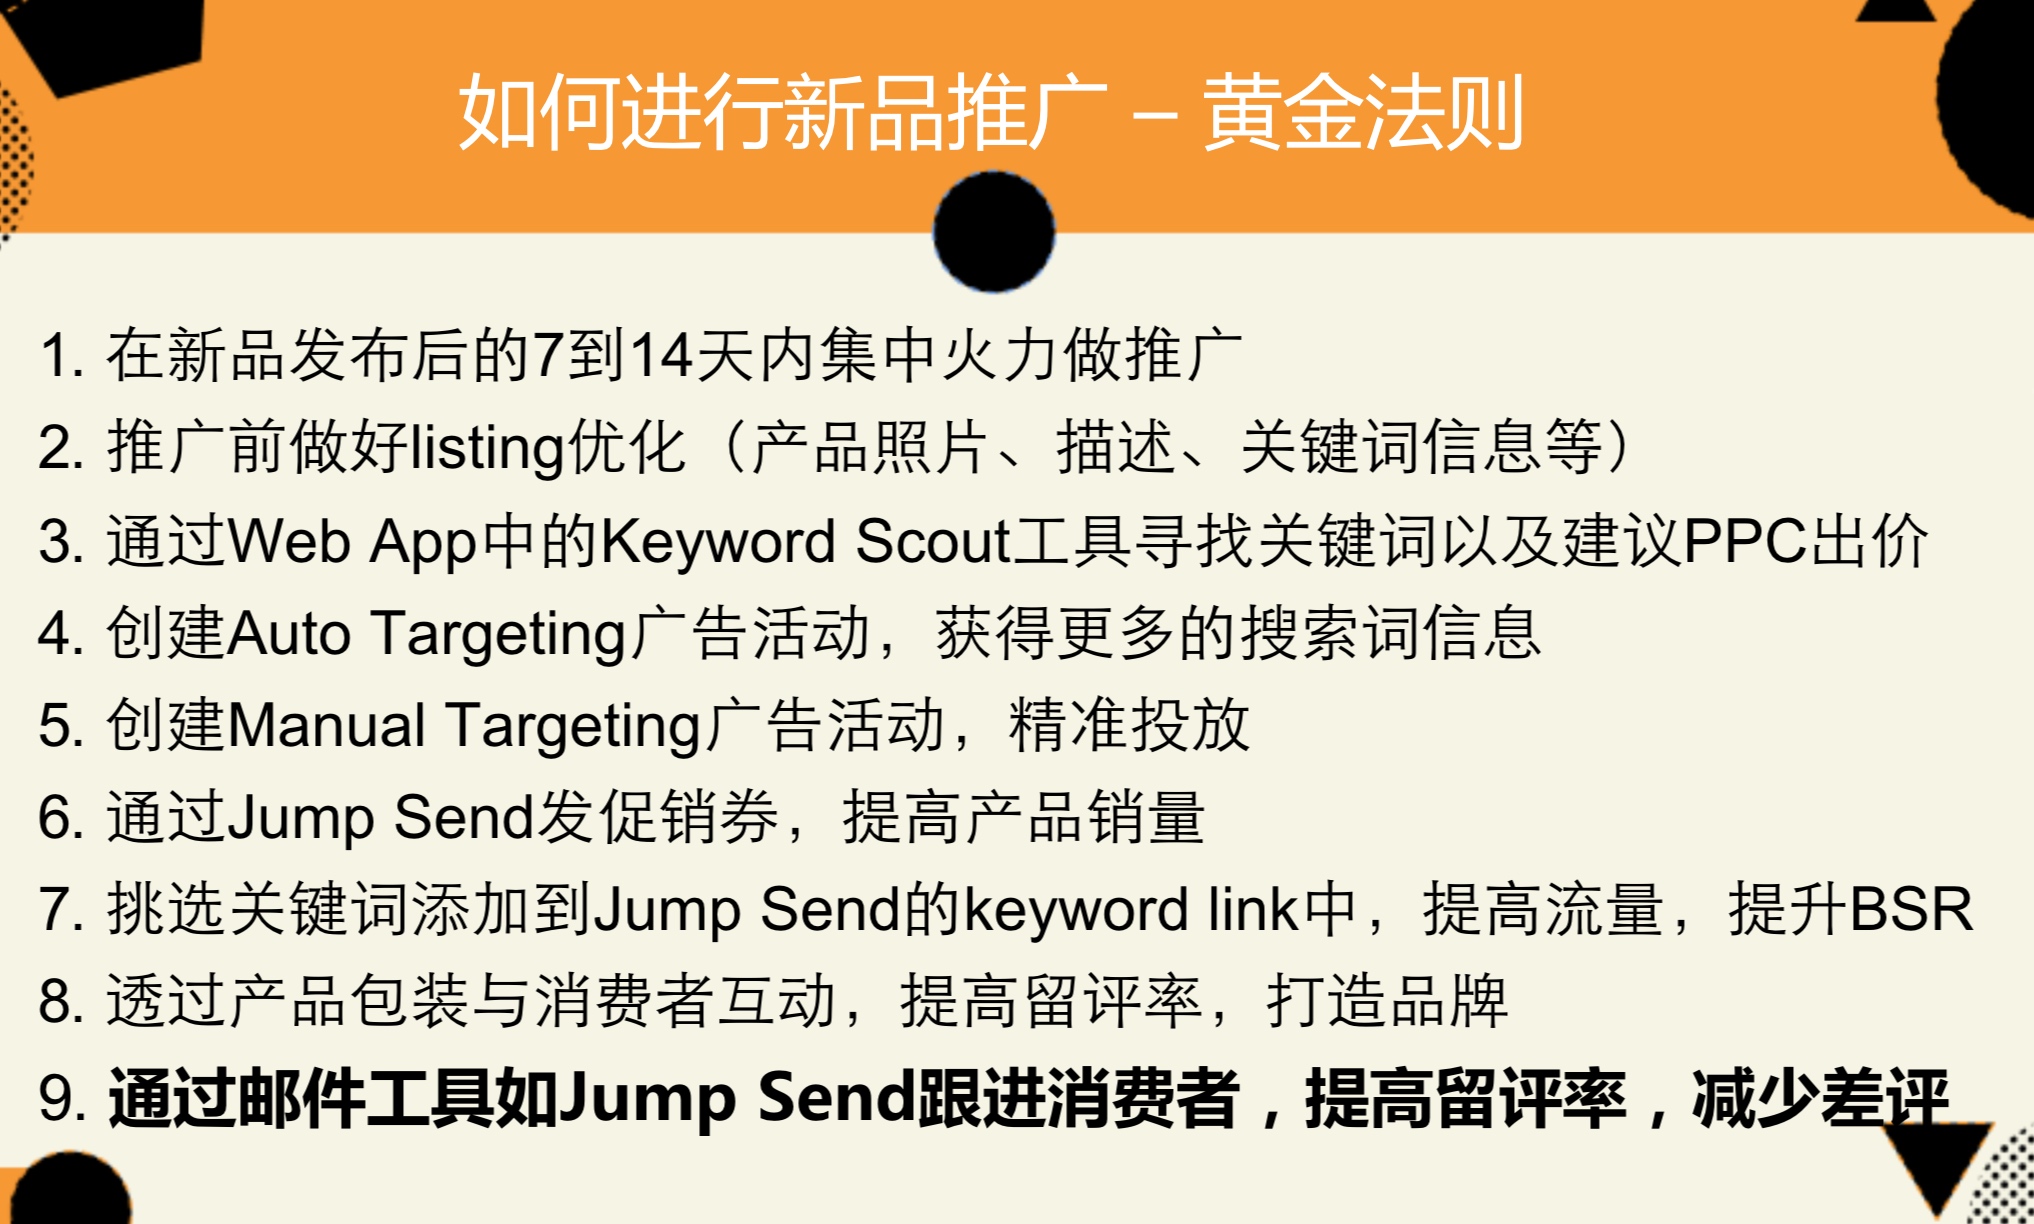 如何进行新品推广 – 黄金法则
1. 在新品发布后的7到14天内集中火力做推广
2. 推广前做好listing优化（产品照片、描述、关键词信息等）
3. 通过Web App中的Keyword Scout工具寻找关键词以及建议PPC出价
4. 创建Auto Targeting广告活动，获得更多的搜索词信息
5. 创建Manual Targeting广告活动，精准投放
6. 通过Jump Send发促销券，提高产品销量
7. 挑选关键词添加到Jump Send的keyword link中，提高流量，提升BSR
8. 透过产品包装与消费者互动，提高留评率，打造品牌
9. 通过邮件工具如Jump Send跟进消费者，提高留评率，减少差评